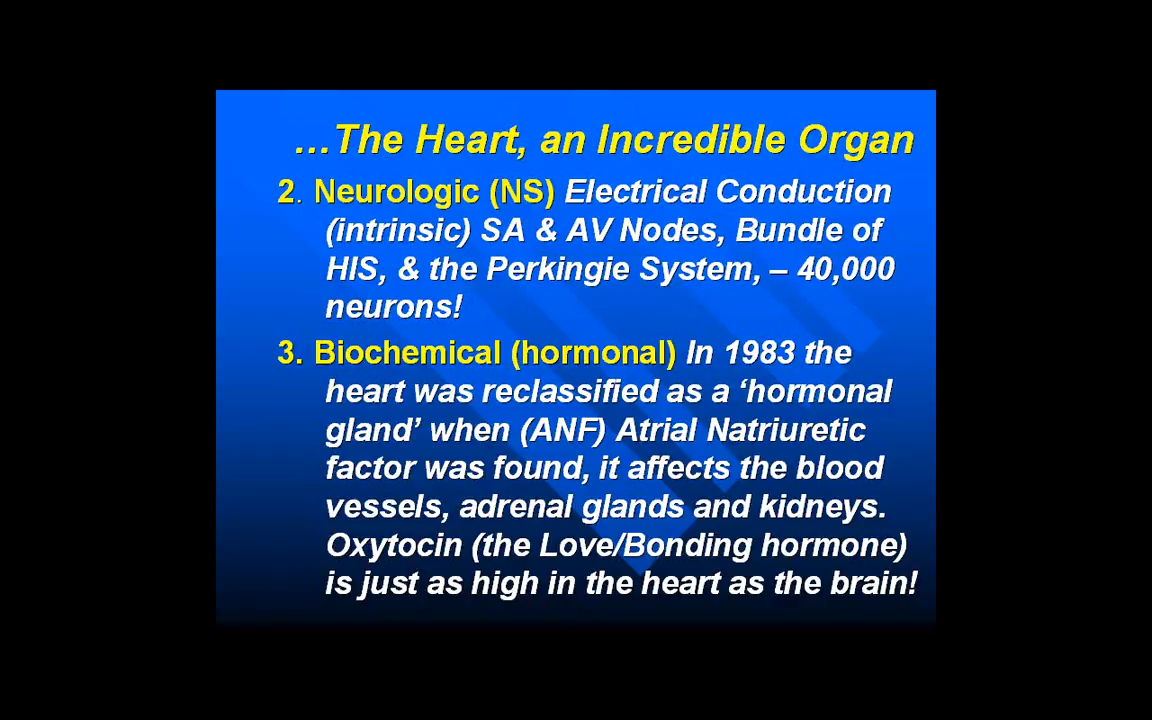 ...The Heart, an Incredible Organ
2. Neurologic (NS) Electrical Conduction
(intrinsic) SA & AV Nodes, Bundle of
HIS, & the Perkingie System, – 40,000
neurons!
3. Biochemical (hormonal) In 1983 the
heart was reclassified as a ‘hormonal
gland’ when (ANF) Atrial Natriuretic
factor was found, it affects the blood
vessels, adrenal glands and kidneys.
Oxytocin (the Love/Bonding hormone)
is just as high in the heart as the brain!